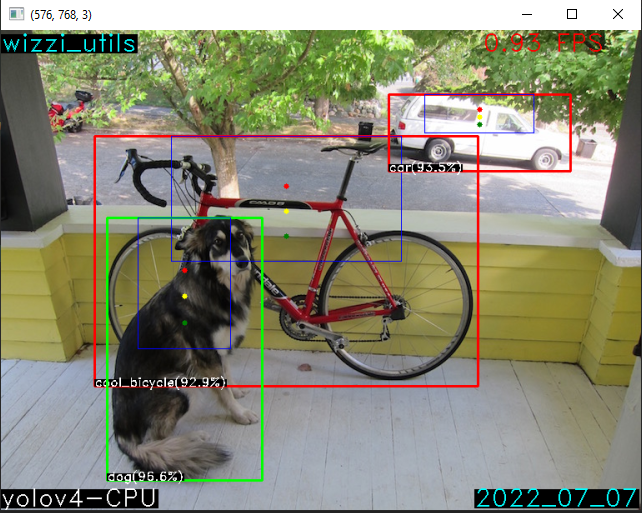 (576, 768, 3)
wizzi_utils
0.93 FPS
car(93.5%)
cool_bicycle(92.9%)
dog(96.6%)
yolov4-CPU
2022_07_07